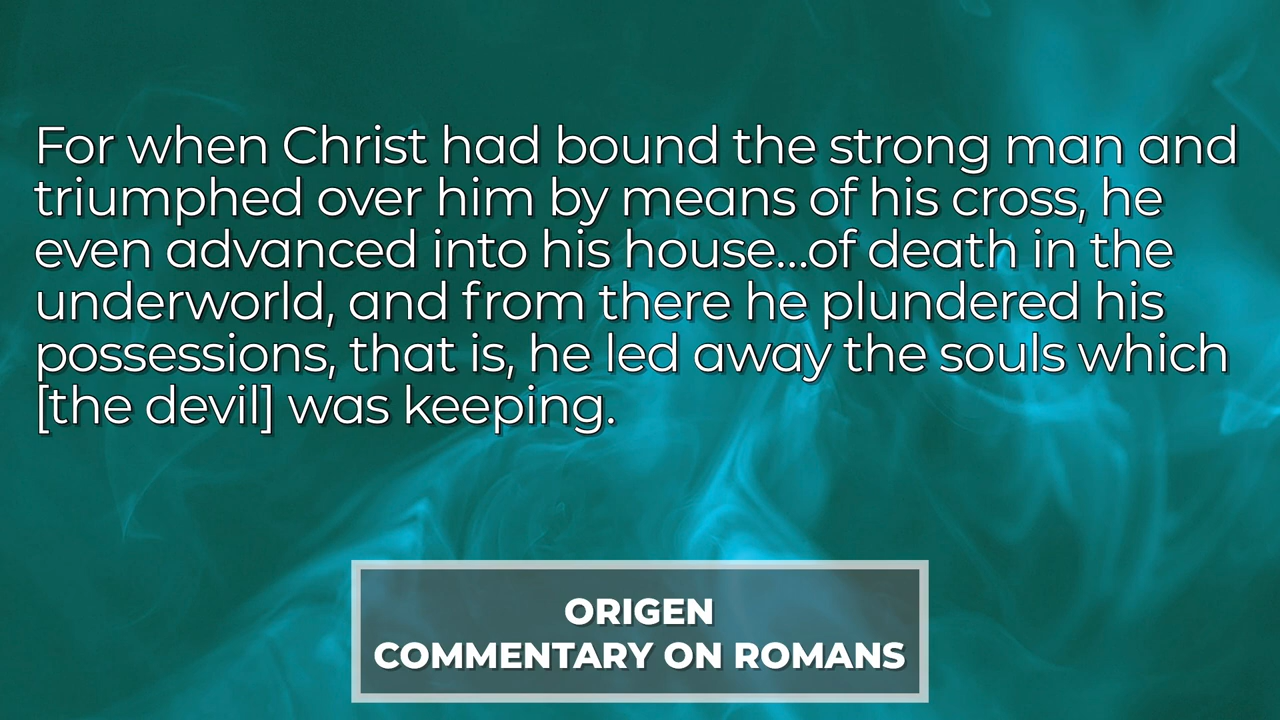 For when Christ had bound the strong man and
triumphed over him by means of his cross, he
even advanced into his house...of death in the
underworld, and from there he plundered his
possessions, that is, he led away the souls which
[the devil] was keeping.
ORIGEN
COMMENTARY ON ROMANS